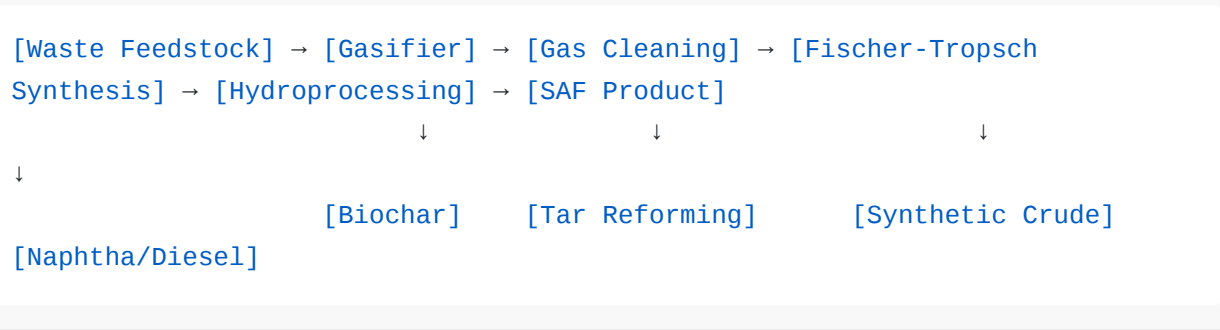 [Waste Feedstock] → [Gasifier] → [Gas Cleaning] → [Fischer-Tropsch
Synthesis] → [Hydroprocessing] → [SAF Product]
↓ ↓ ↓
↓
[Biochar] [Tar Reforming] [Synthetic Crude]
[Naphtha/Diesel]